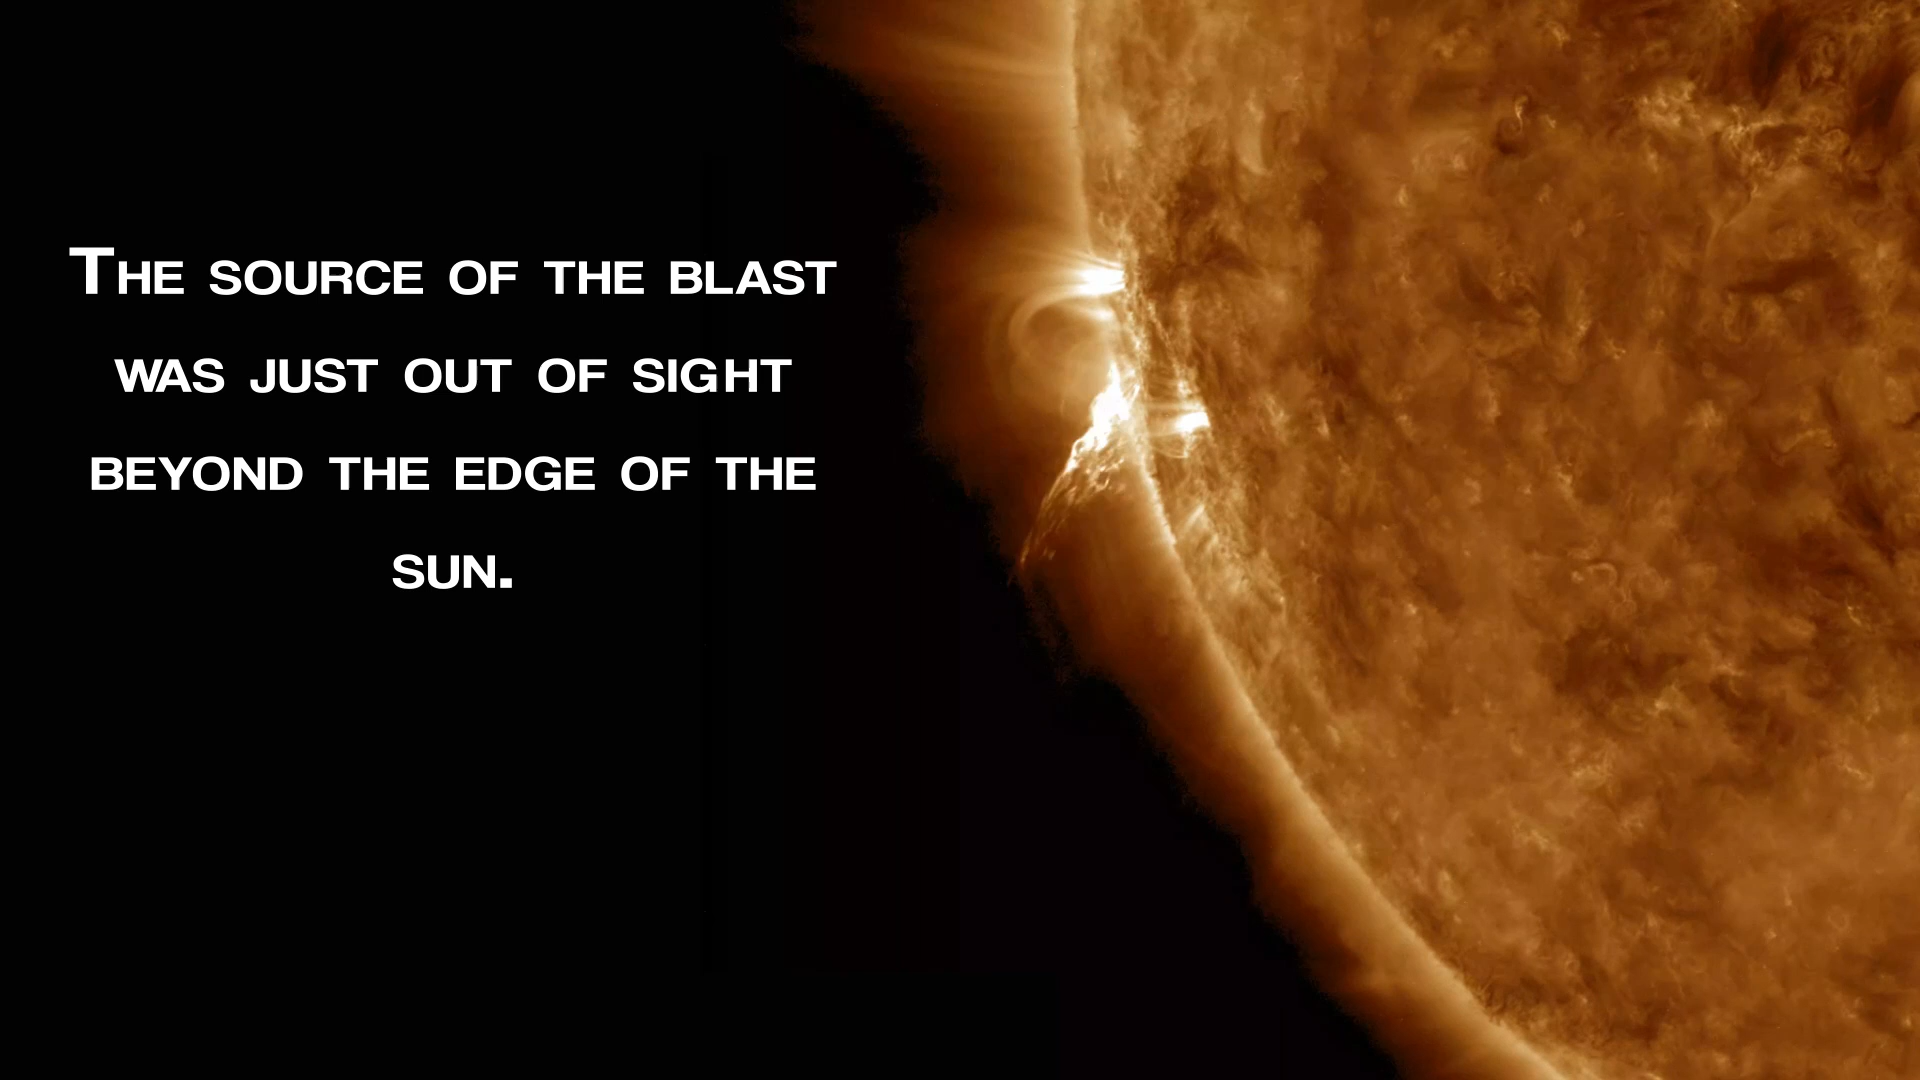 The source of the blast
was just out of sight
beyond the edge of the
sun.